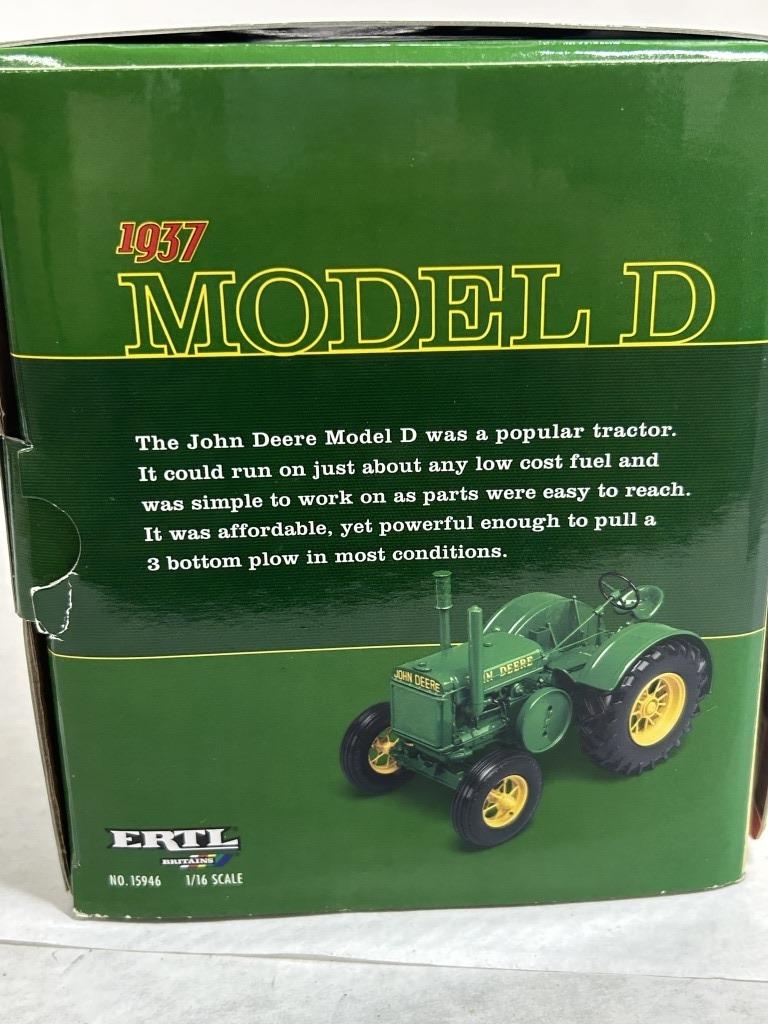 1937
MODEL D
The John Deere Model D was a popular tractor.
It could run on just about any low cost fuel and
was simple to work on as parts were easy to reach.
It was affordable, yet powerful enough to pull a
3 bottom plow in most conditions.
JOHN DEERE
N DEERE
ERTL
BRITAINS
NO. 15946 1/16 SCALE